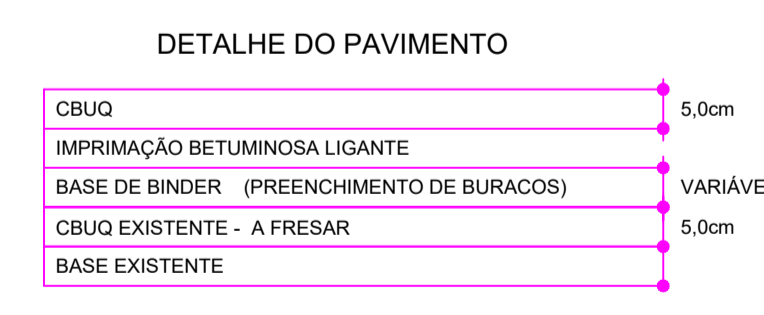 DETALHE DO PAVIMENTO
CBUQ 5,0cm
IMPRIMAÇÃO BETUMINOSA LIGANTE
BASE DE BINDER (PREENCHIMENTO DE BURACOS) VARIÁVE
CBUQ EXISTENTE - A FRESAR 5,0cm
BASE EXISTENTE